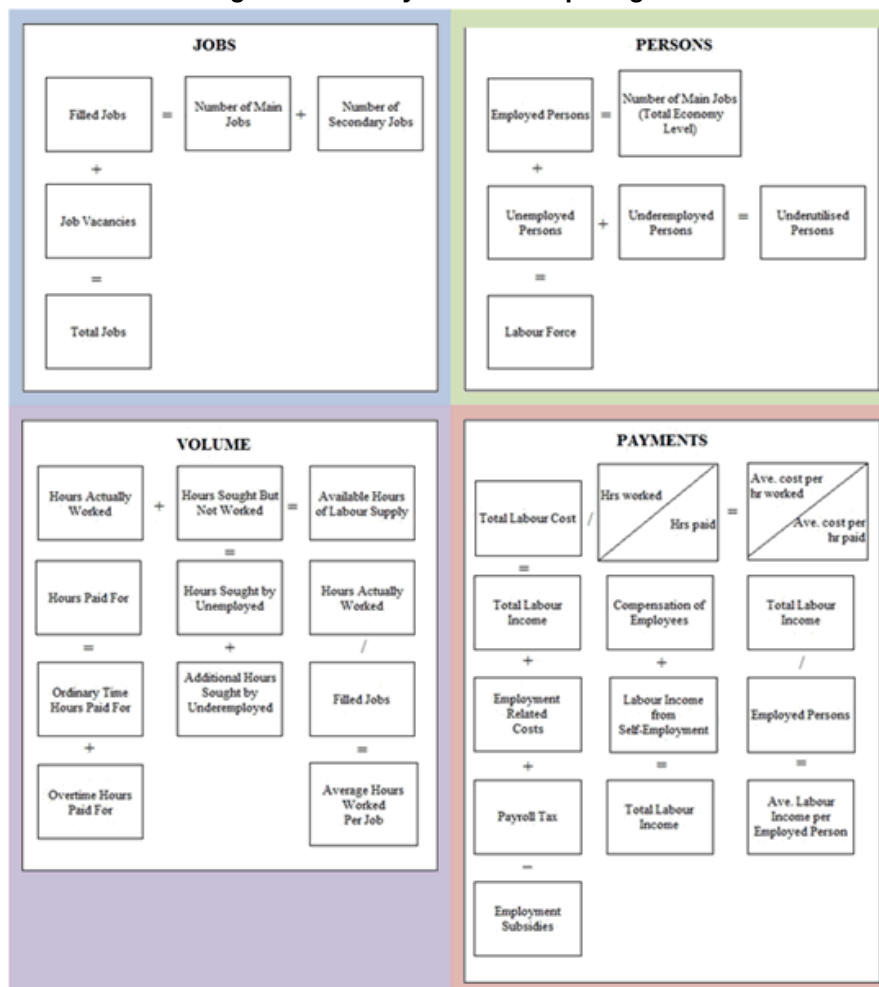 JOBS
Filled Jobs
=
Number of Main
Jobs
+
Number of
Secondary Jobs
+
Job Vacancies
=
Total Jobs
PERSONS
Employed Persons
=
Number of Main Jobs
(Total Economy
Level)
+
Unemployed
Persons
+
Underemployed
Persons
=
Underutilised
Persons
=
Labour Force
VOLUME
Hours Actually
Worked
+
Hours Sought But
Not Worked
=
Available Hours
of Labour Supply
=
Hours Paid For
Hours Sought by
Unemployed
Hours Actually
Worked
=
+
/
Ordinary Time
Hours Paid For
Additional Hours
Sought by
Underemployed
Filled Jobs
+
=
Overtime Hours
Paid For
Average Hours
Worked
Per Job
PAYMENTS
Total Labour Cost
/
Hrs worked
Hrs paid
=
Ave. cost per
hr worked
Ave. cost per
hr paid
=
Total Labour
Income
Compensation of
Employees
Total Labour
Income
+
+
/
Employment
Related
Costs
Labour Income
from
Self-Employment
Employed Persons
+
=
=
Payroll Tax
Total Labour
Income
Ave. Labour
Income per
Employed Person
-
Employment
Subsidies